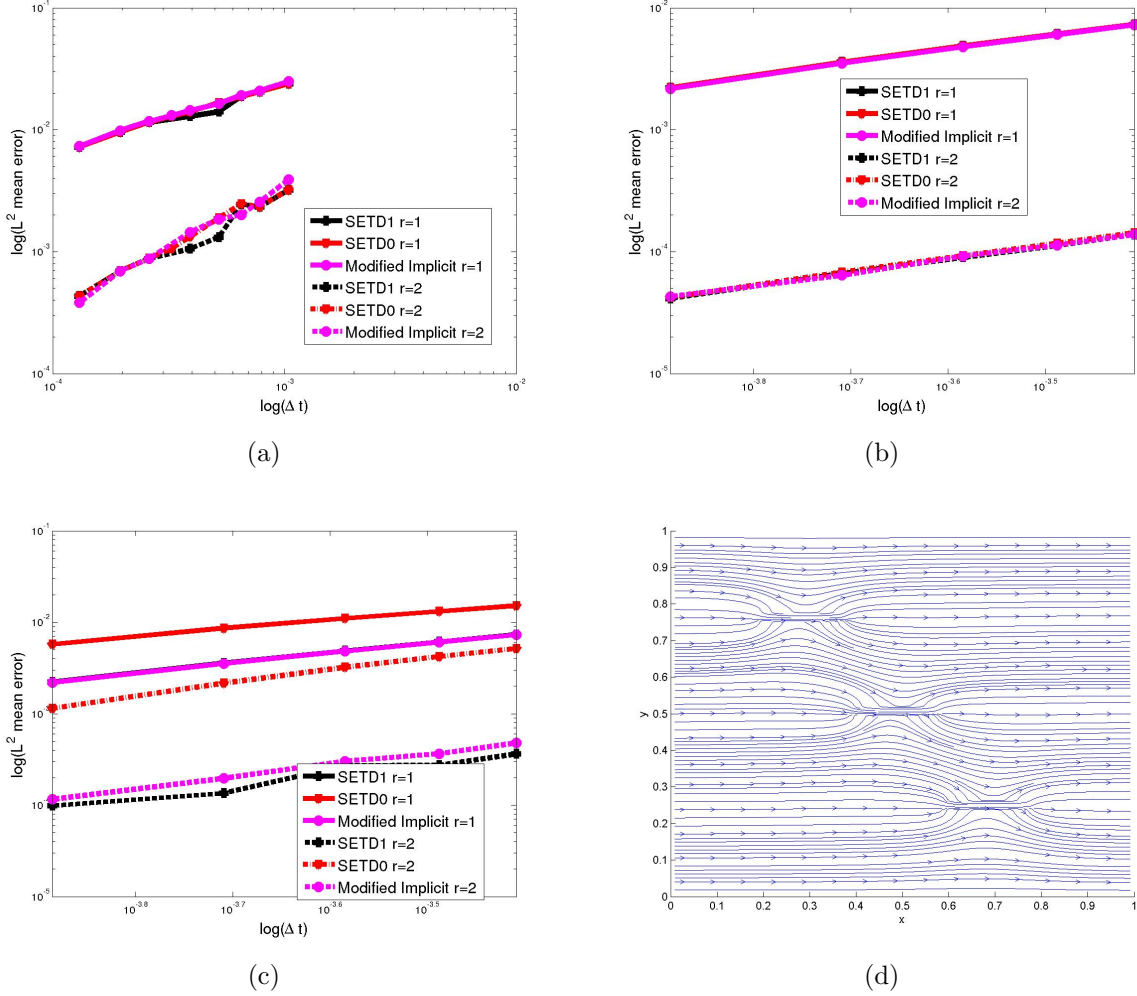 10^-1
10^-2
10^-3
10^-4
10^-4
10^-3
10^-2
log(L^2 mean error)
log(Δ t)
SETD1 r=1
SETD0 r=1
Modified Implicit r=1
SETD1 r=2
SETD0 r=2
Modified Implicit r=2
(a)
10^-2
10^-3
10^-4
10^-5
10^-3.8
10^-3.7
10^-3.6
10^-3.5
log(L^2 mean error)
log(Δ t)
SETD1 r=1
SETD0 r=1
Modified Implicit r=1
SETD1 r=2
SETD0 r=2
Modified Implicit r=2
(b)
10^-1
10^-2
10^-3
10^-4
10^-5
10^-3.8
10^-3.7
10^-3.6
10^-3.5
log(L^2 mean error)
log(Δ t)
SETD1 r=1
SETD0 r=1
Modified Implicit r=1
SETD1 r=2
SETD0 r=2
Modified Implicit r=2
(c)
1
0.9
0.8
0.7
0.6
0.5
0.4
0.3
0.2
0.1
0
y
0 0.1 0.2 0.3 0.4 0.5 0.6 0.7 0.8 0.9 1
x
(d)